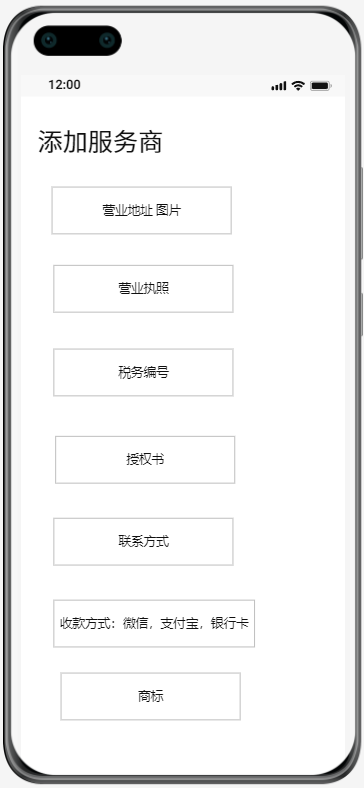 12:00
添加服务商
营业地址 图片
营业执照
税务编号
授权书
联系方式
收款方式：微信，支付宝，银行卡
商标